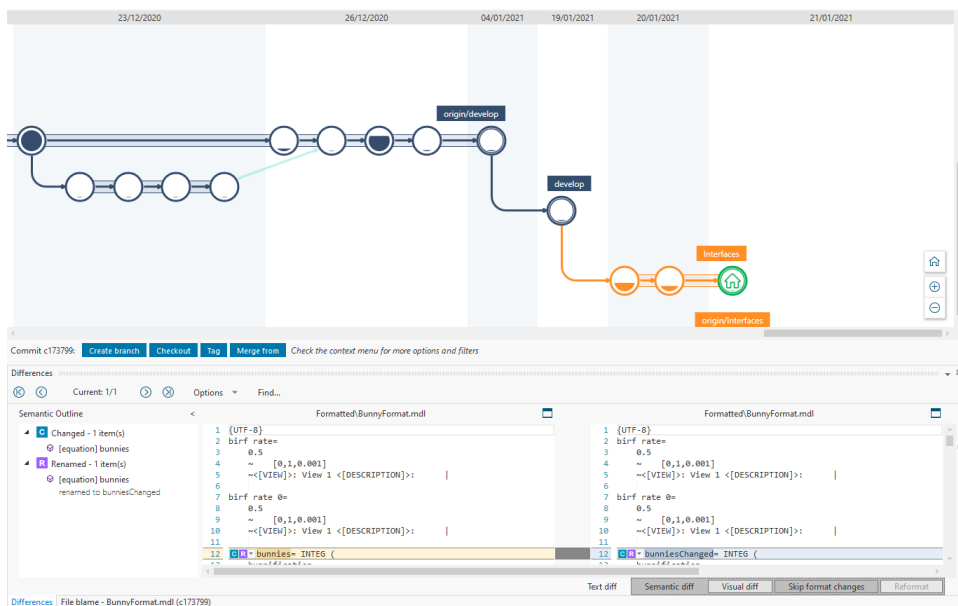 23/12/2020 26/12/2020 04/01/2021 19/01/2021 20/01/2021 21/01/2021
origin/develop
develop
Interfaces
origin/Interfaces
Commit c173799: Create branch Checkout Tag Merge from Check the context menu for more options and filters
Differences
Current: 1/1 Options Find...
Semantic Outline <
C Changed - 1 item(s)
[equation] bunnies
R Renamed - 1 item(s)
[equation] bunnies
renamed to bunniesChanged
Formatted\BunnyFormat.mdl
1 {UTF-8}
2 birf rate=
3 0.5
4 ~ [0,1,0.001]
5 ~<[VIEW]>: View 1 <[DESCRIPTION]>: |
6
7 birf rate 0=
8 0.5
9 ~ [0,1,0.001]
10 ~<[VIEW]>: View 1 <[DESCRIPTION]>: |
11
12 C R bunnies= INTEG (
Formatted\BunnyFormat.mdl
1 {UTF-8}
2 birf rate=
3 0.5
4 ~ [0,1,0.001]
5 ~<[VIEW]>: View 1 <[DESCRIPTION]>: |
6
7 birf rate 0=
8 0.5
9 ~ [0,1,0.001]
10 ~<[VIEW]>: View 1 <[DESCRIPTION]>: |
11
12 C R bunniesChanged= INTEG (
Text diff Semantic diff Visual diff Skip format changes Reformat
Differences File blame - BunnyFormat.mdl (c173799)